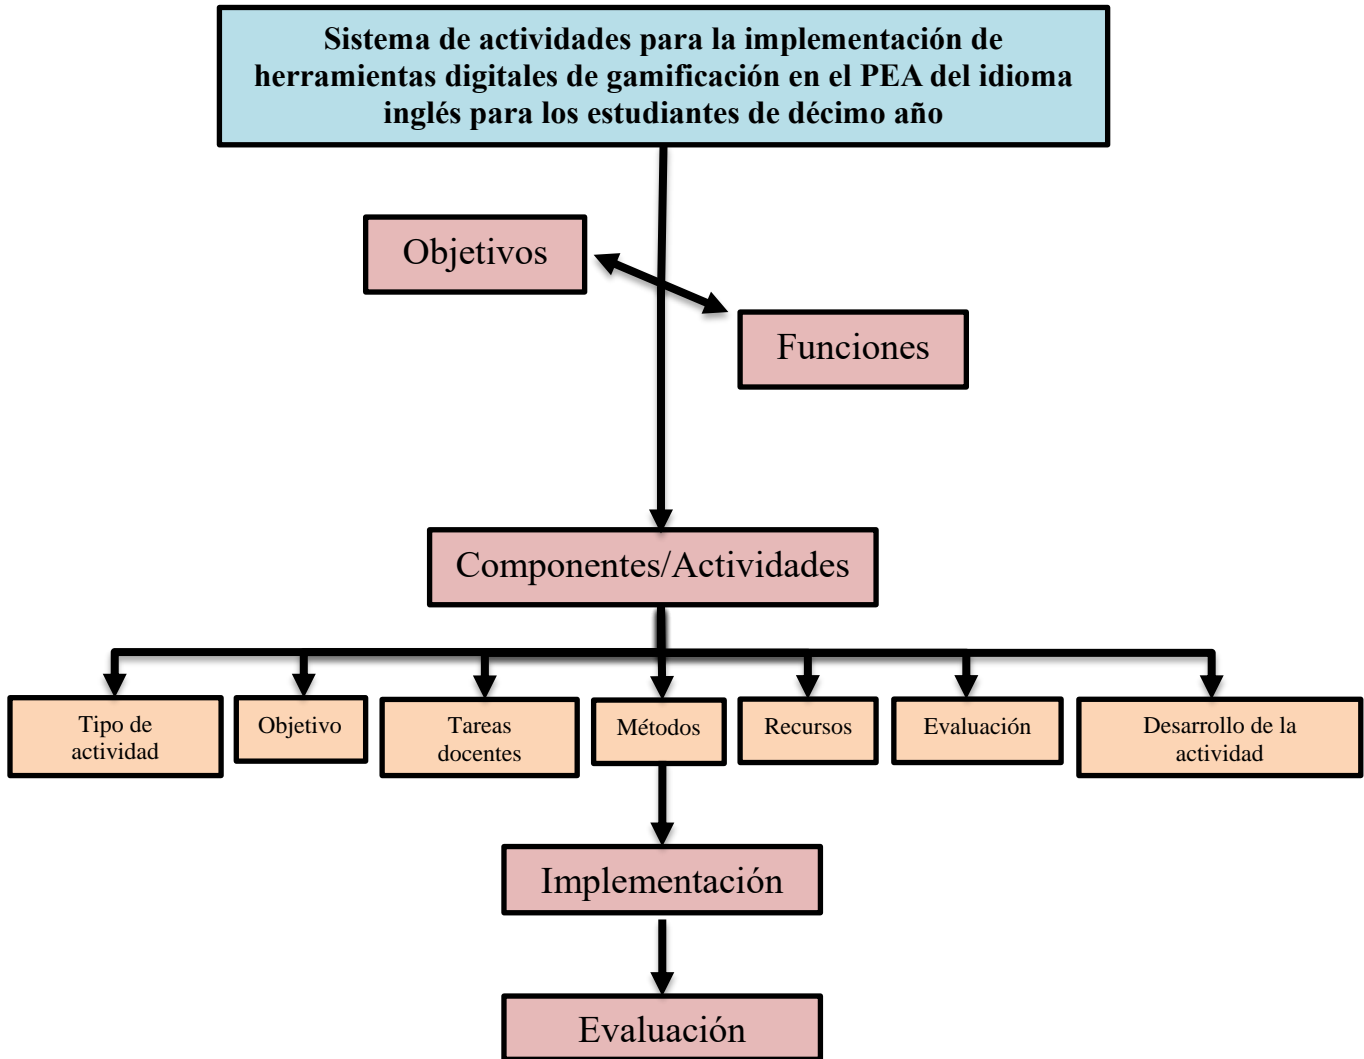 Sistema de actividades para la implementación de
herramientas digitales de gamificación en el PEA del idioma
inglés para los estudiantes de décimo año
Objetivos
Funciones
Componentes/Actividades
Tipo de
actividad
Objetivo
Tareas
docentes
Métodos
Recursos
Evaluación
Desarrollo de la
actividad
Implementación
Evaluación